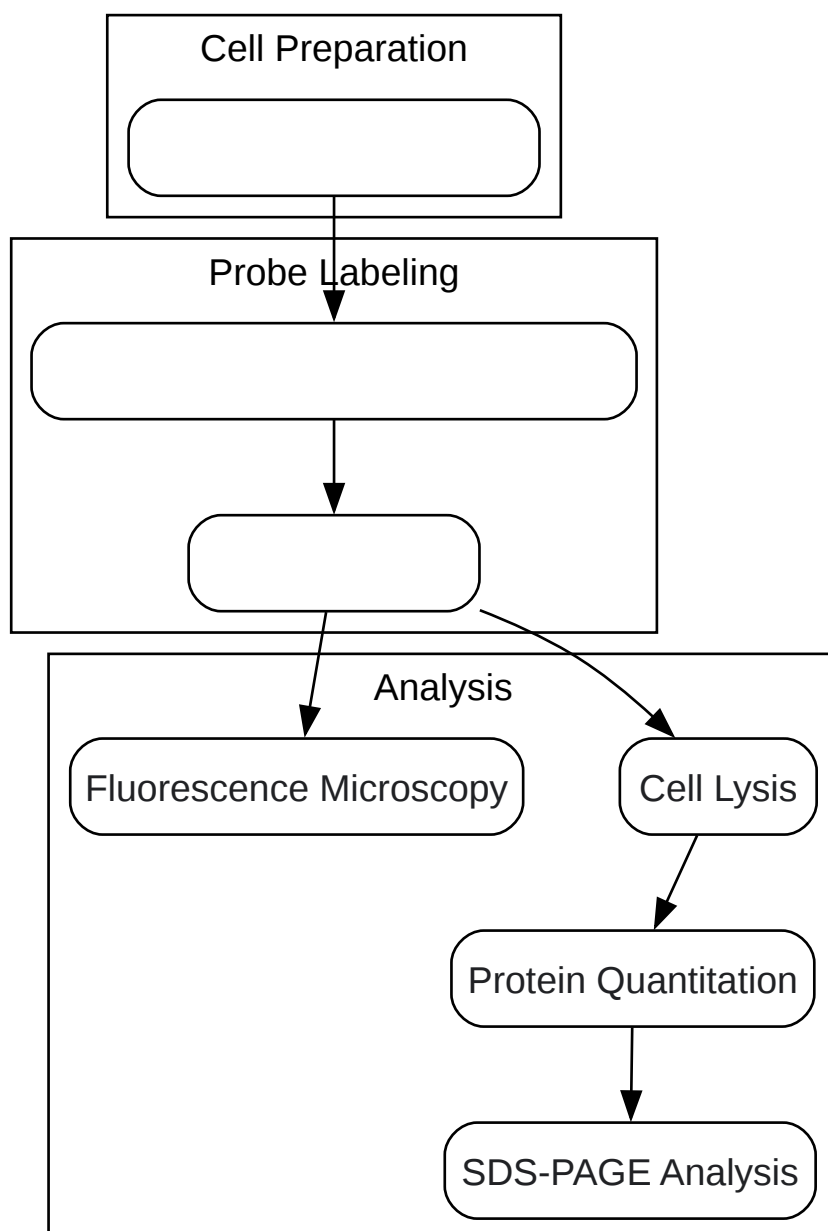 Cell Preparation
Probe Labeling
Analysis
Fluorescence Microscopy
Cell Lysis
Protein Quantitation
SDS-PAGE Analysis